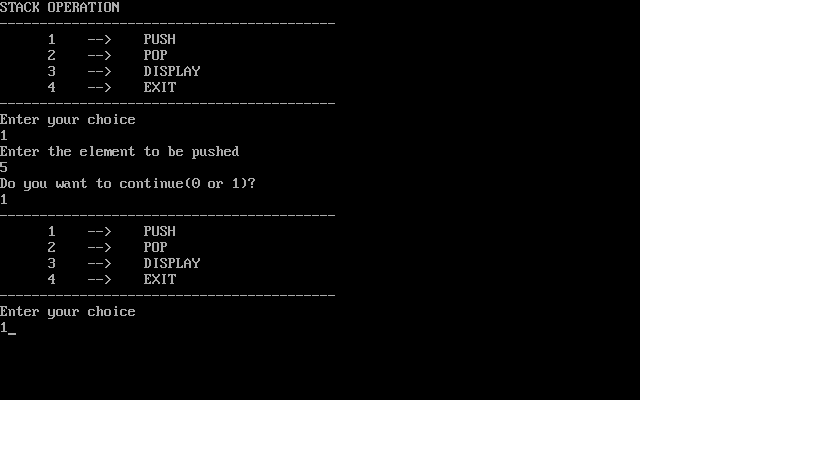 STACK OPERATION
------------------------------------------
1 --> PUSH
2 --> POP
3 --> DISPLAY
4 --> EXIT
------------------------------------------
Enter your choice
1
Enter the element to be pushed
5
Do you want to continue(0 or 1)?
1
------------------------------------------
1 --> PUSH
2 --> POP
3 --> DISPLAY
4 --> EXIT
------------------------------------------
Enter your choice
1_